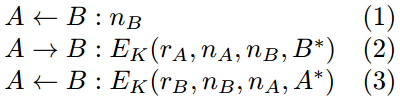 A ← B : n_B (1)
A → B : E_K(r_A, n_A, n_B, B*) (2)
A ← B : E_K(r_B, n_B, n_A, A*) (3)